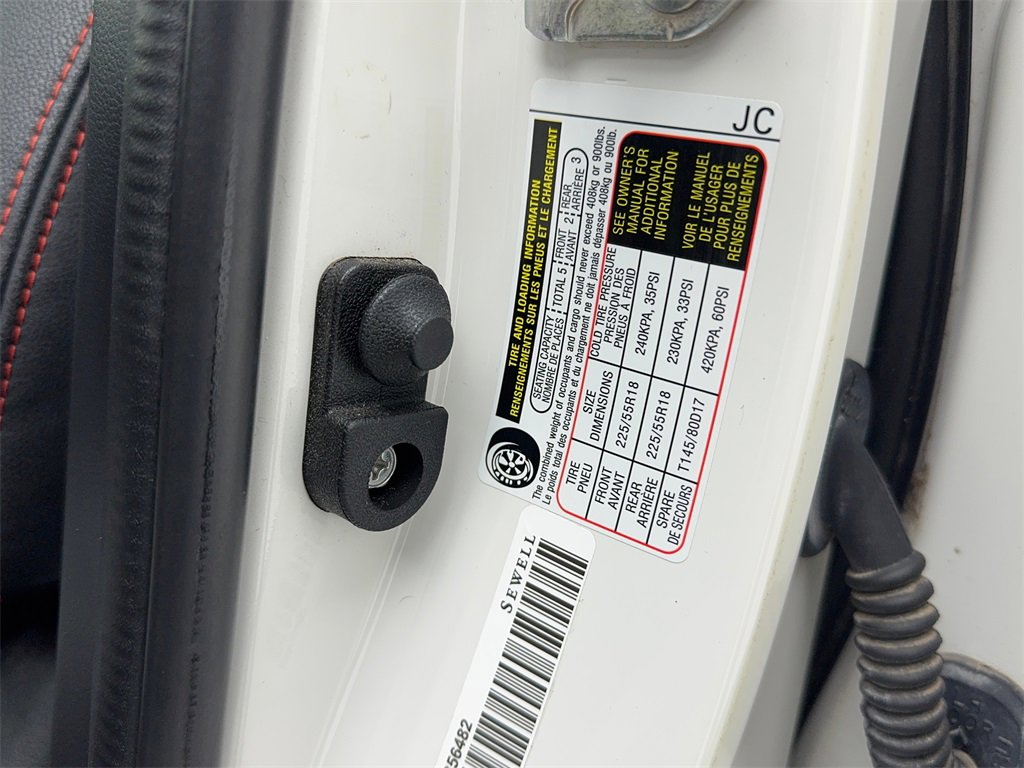 JC
TIRE AND LOADING INFORMATION
RENSEIGNEMENTS SUR LES PNEUS ET LE CHARGEMENT
SEATING CAPACITY TOTAL 5 FRONT 2 REAR 3
NOMBRE DE PLACES AVANT ARRIÈRE
The combined weight of occupants and cargo should never exceed 408kg or 900lbs.
Le poids total des occupants et du chargement ne doit jamais dépasser 408kg ou 900lb.
TIRE SIZE COLD TIRE PRESSURE
PNEU DIMENSIONS PRESSION DES
PNEUS A FROID
FRONT 225/55R18 240KPA, 35PSI
AVANT
REAR 225/55R18 230KPA, 33PSI
ARRIÈRE
SPARE T145/80D17 420KPA, 60PSI
DE SECOURS
SEE OWNER'S
MANUAL FOR
ADDITIONAL
INFORMATION
VOIR LE MANUEL
DE L'USAGER
POUR PLUS DE
RENSEIGNEMENTS
SEWELL
56482